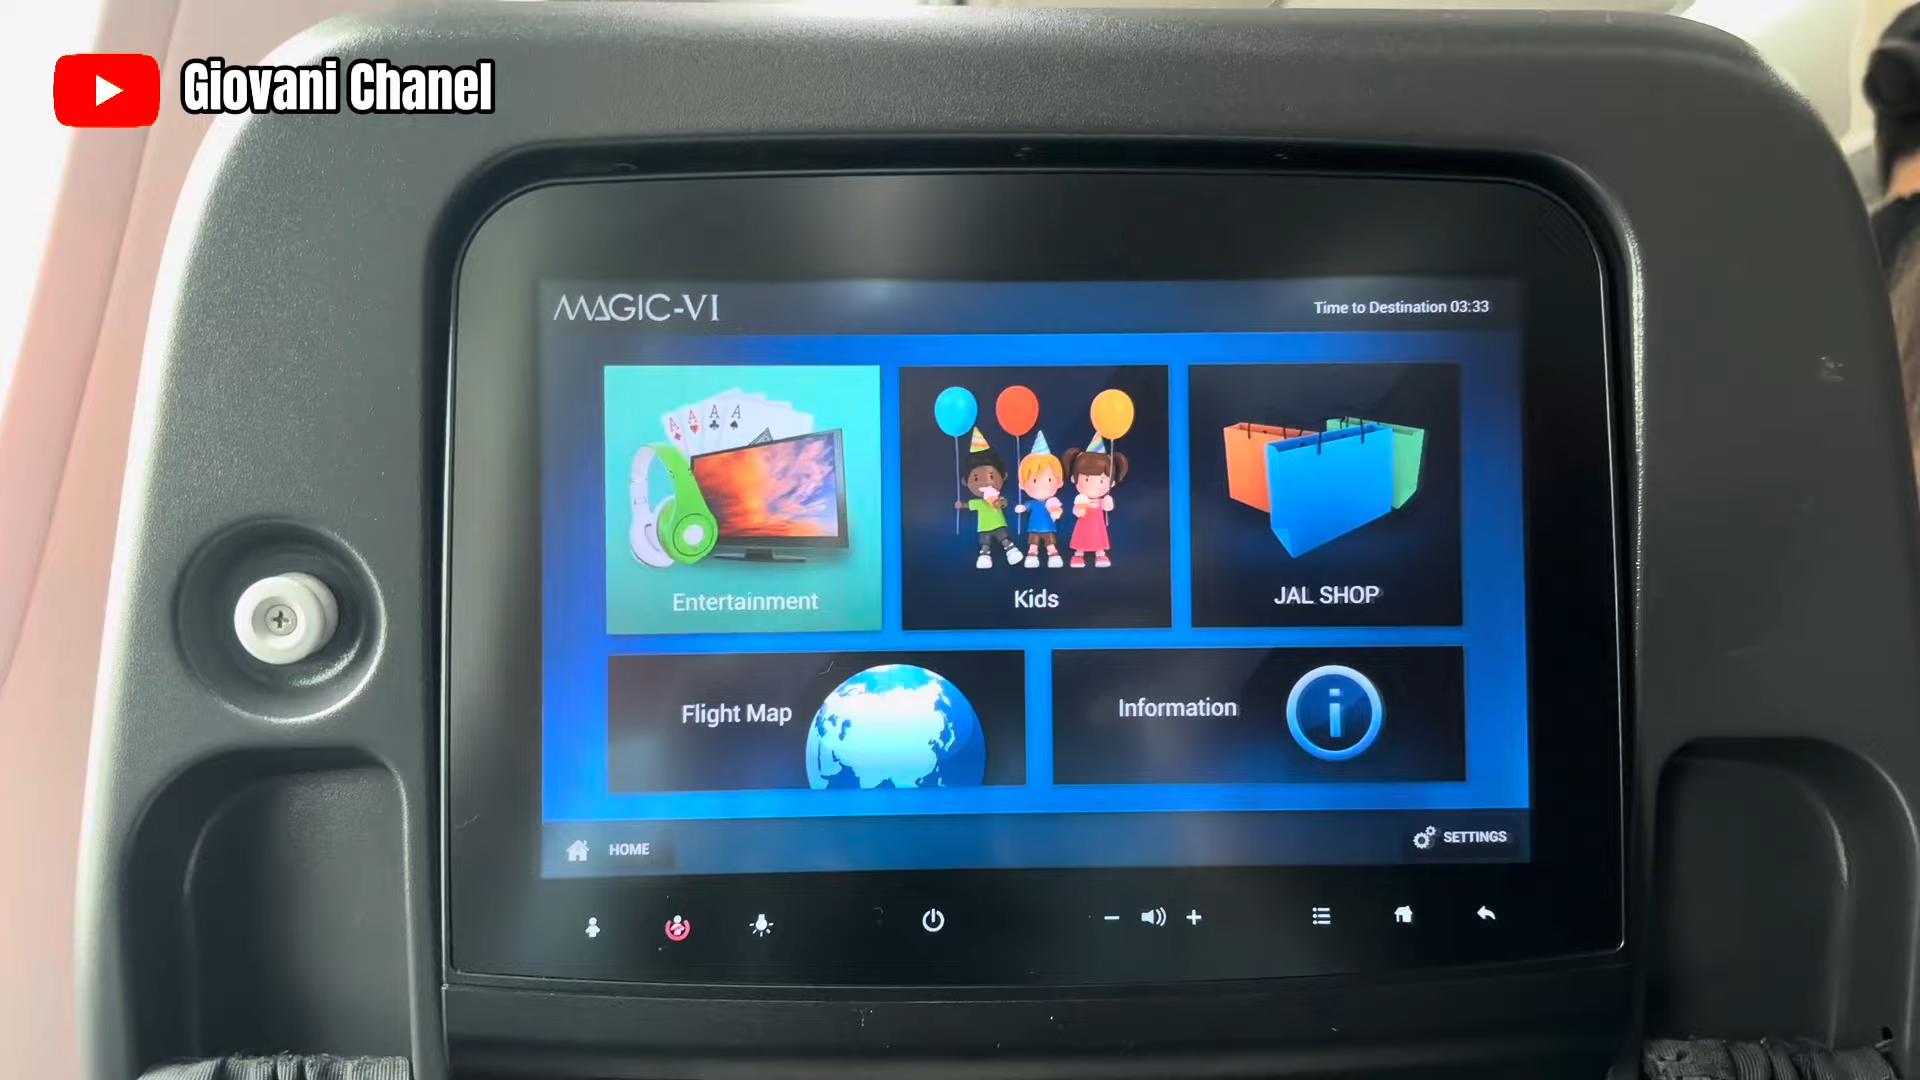 Giovani Chanel
MAGIC-VI
Time to Destination 03:33
Entertainment
Kids
JAL SHOP
Flight Map
Information
HOME
SETTINGS